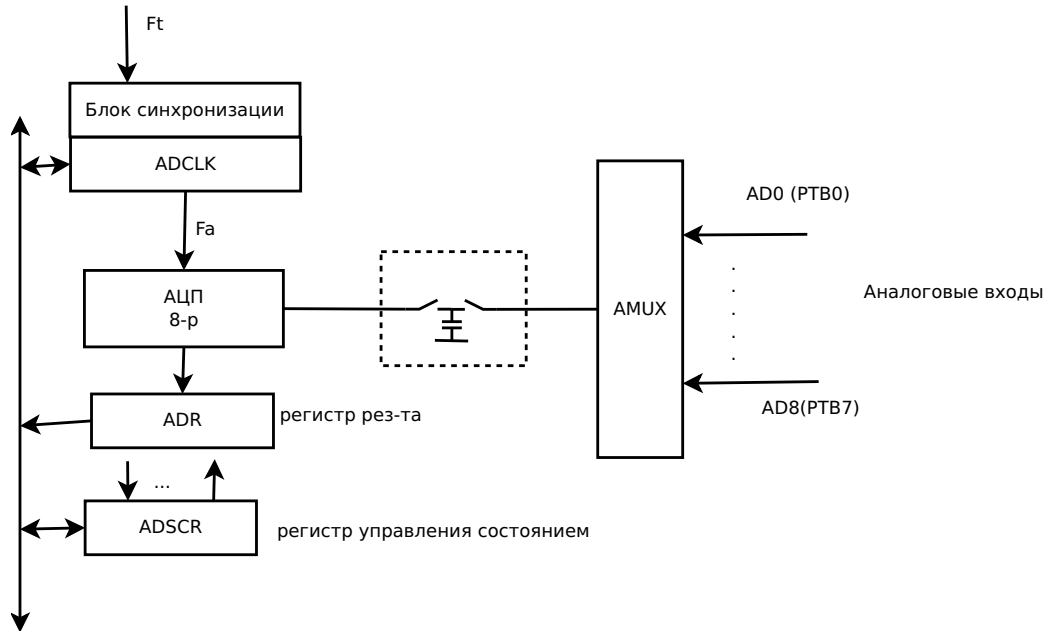 Ft
Блок синхронизации
ADCLK
Fa
АЦП
8-р
AMUX
AD0 (PTB0)
Аналоговые входы
AD8(PTB7)
ADR
регистр рез-та
...
ADSCR
регистр управления состоянием